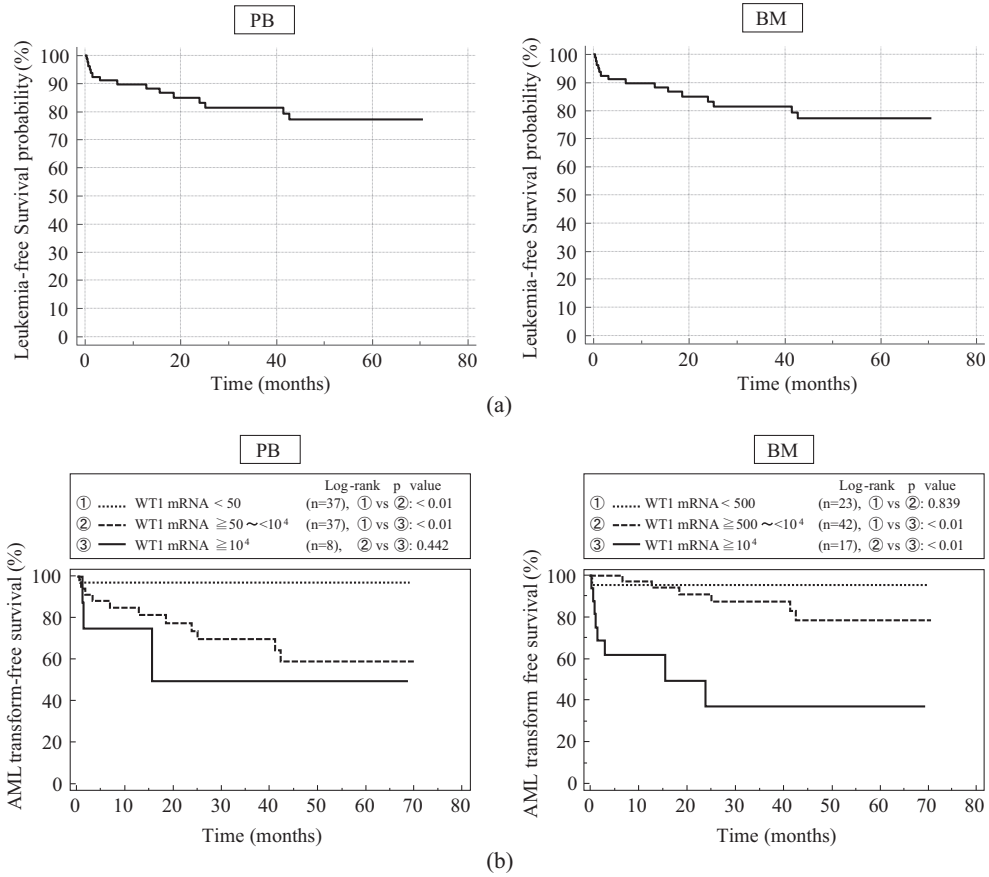 PB
BM
Leukemia-free Survival probability (%)
100
90
80
70
60
50
40
30
20
10
0
0 20 40 60 80
Time (months)
Leukemia-free Survival probability (%)
100
90
80
70
60
50
40
30
20
10
0
0 20 40 60 80
Time (months)
(a)
PB
Log-rank p value
① WT1 mRNA < 50 (n=37), ① vs ②: < 0.01
② WT1 mRNA ≧50 ~<10⁴ (n=37), ① vs ③: < 0.01
③ WT1 mRNA ≧10⁴ (n=8), ② vs ③: 0.442
AML transform-free survival (%)
100
80
60
40
20
0
0 10 20 30 40 50 60 70 80
Time (months)
BM
Log-rank p value
① WT1 mRNA < 500 (n=23), ① vs ②: 0.839
② WT1 mRNA ≧500 ~<10⁴ (n=42), ① vs ③: < 0.01
③ WT1 mRNA ≧10⁴ (n=17), ② vs ③: < 0.01
AML transform free survival (%)
100
80
60
40
20
0
0 10 20 30 40 50 60 70 80
Time (months)
(b)